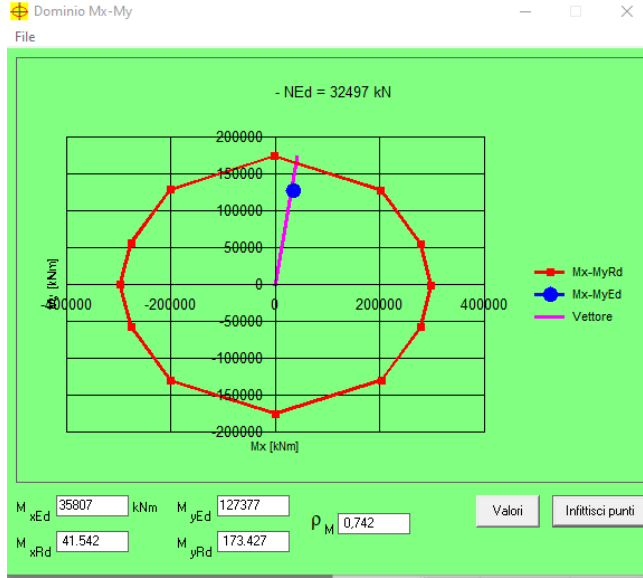 Dominio Mx-My
File
- NEd = 32497 kN
200000
150000
100000
50000
0
-400000 -200000 0 200000 400000
-50000
-100000
-150000
-200000
Mx [kNm]
Mx-MyRd
Mx-MyEd
Vettore
M xEd 35807 kNm M yEd 127377
M xRd 41.542 M yRd 173.427
ρ M 0,742
Valori
Infittisci punti